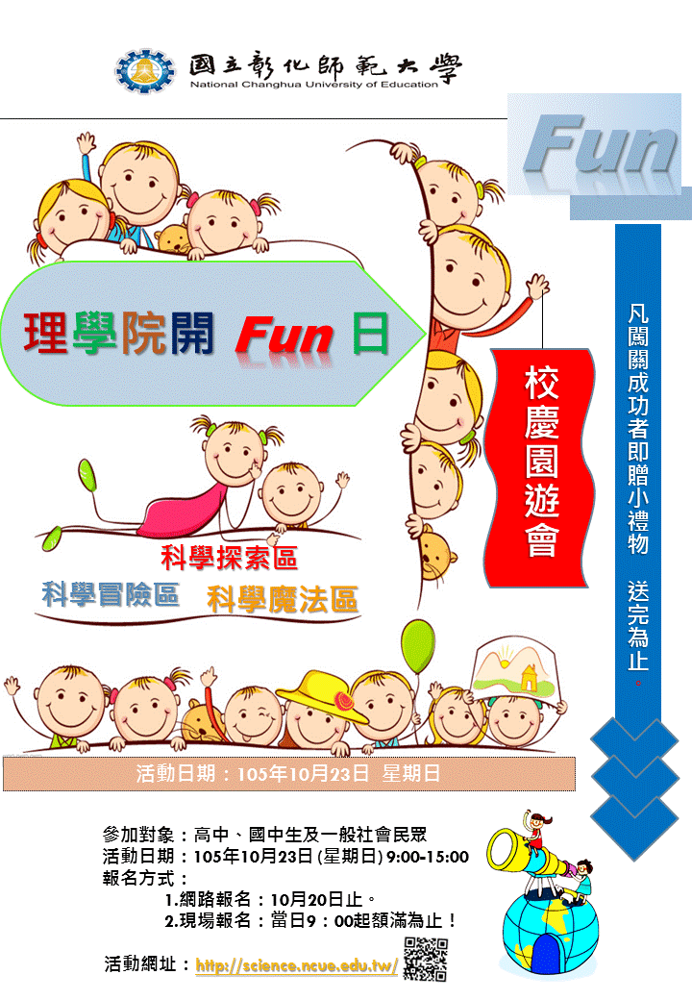 國立彰化師範大學
National Changhua University of Education
Fun
理學院開 Fun 日
校慶園遊會
凡闖關成功者即贈小禮物 送完為止。
科學探索區
科學冒險區 科學魔法區
活動日期：105年10月23日 星期日
參加對象：高中、國中生及一般社會民眾
活動日期：105年10月23日(星期日) 9:00-15:00
報名方式：
1.網路報名：10月20日止。
2.現場報名：當日9：00起額滿為止！
活動網址：http://science.ncue.edu.tw/